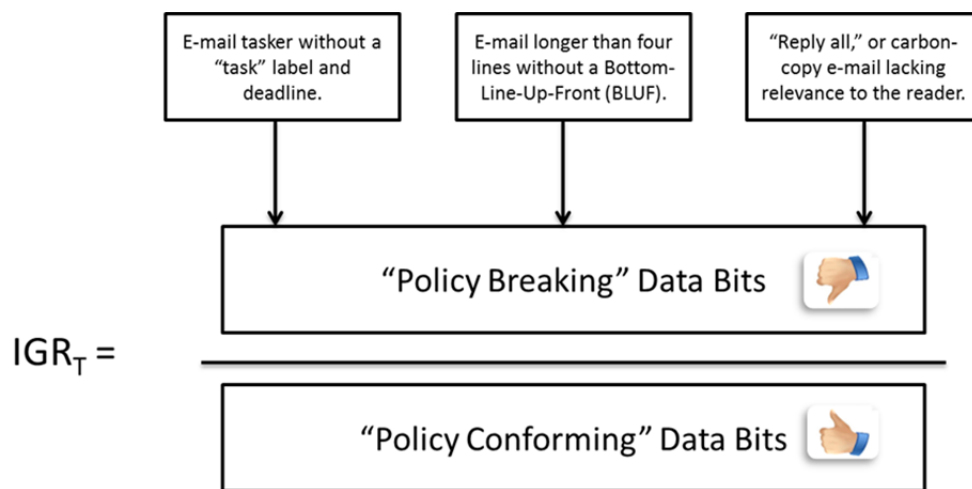 E-mail tasker without a
“task” label and
deadline.
E-mail longer than four
lines without a Bottom-
Line-Up-Front (BLUF).
“Reply all,” or carbon-
copy e-mail lacking
relevance to the reader.
“Policy Breaking” Data Bits
IGRT =
“Policy Conforming” Data Bits